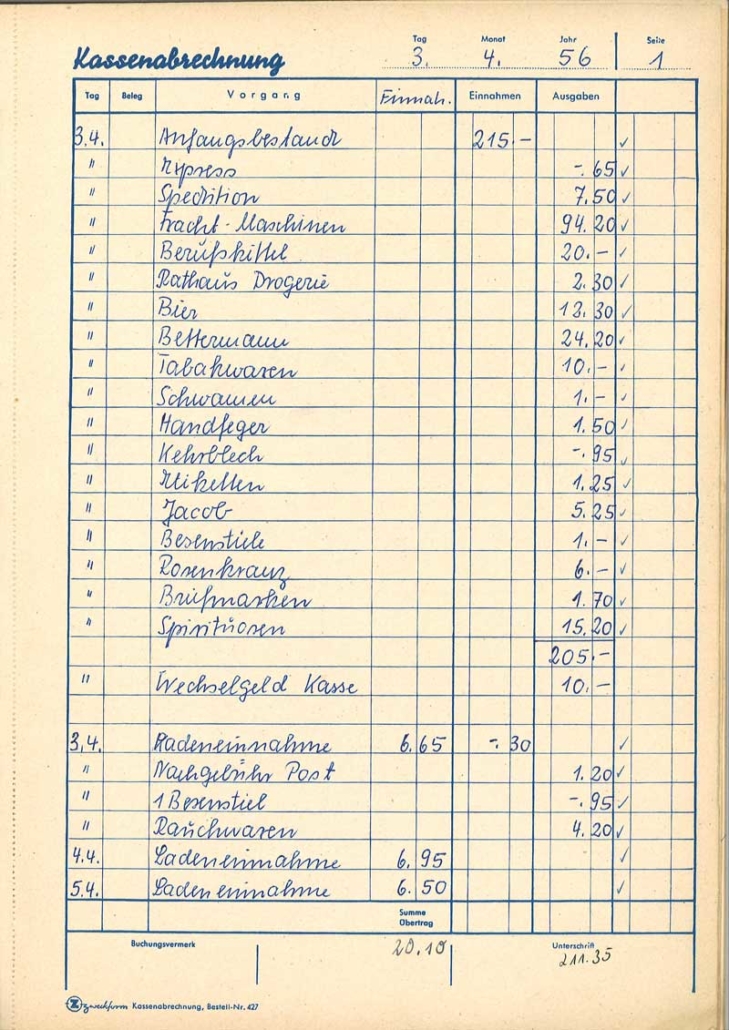 Kassenabrechnung Tag 3. Monat 4. Jahr 56 Seite 1
Tag Beleg Vorgang Einnah. Einnahmen Ausgaben
3.4. Anfangsbestand 215.- ✓
" Express -.65 ✓
" Spedition 7.50 ✓
" Fracht-Maschinen 94.20 ✓
" Berufskittel 20.- ✓
" Rathaus Drogerie 2.30 ✓
" Bier 12.30 ✓
" Bettermann 24.20 ✓
" Tabakwaren 10.- ✓
" Schwamen 1.- ✓
" Handfeger 1.50 ✓
" Kehrblech -.95 ✓
" Etiketten 1.25 ✓
" Jacob 5.25 ✓
" Besenstiele 1.- ✓
" Rosenkranz 6.- ✓
" Briefmarken 1.70 ✓
" Spirituosen 15.20 ✓
205.-
" Wechselgeld Kasse 10.-
3.4. Ladeneinnahme 6.65 -.30 ✓
" Nachgebühr Post 1.20 ✓
" 1 Besenstiel -.95 ✓
" Rauchwaren 4.20 ✓
4.4. Ladeneinnahme 6.95 ✓
5.4. Ladeneinnahme 6.50 ✓
Summe
Übertrag
Buchungsvermerk 20.10 Unterschrift
211.35
Z zweckform Kassenabrechnung, Bestell-Nr. 427